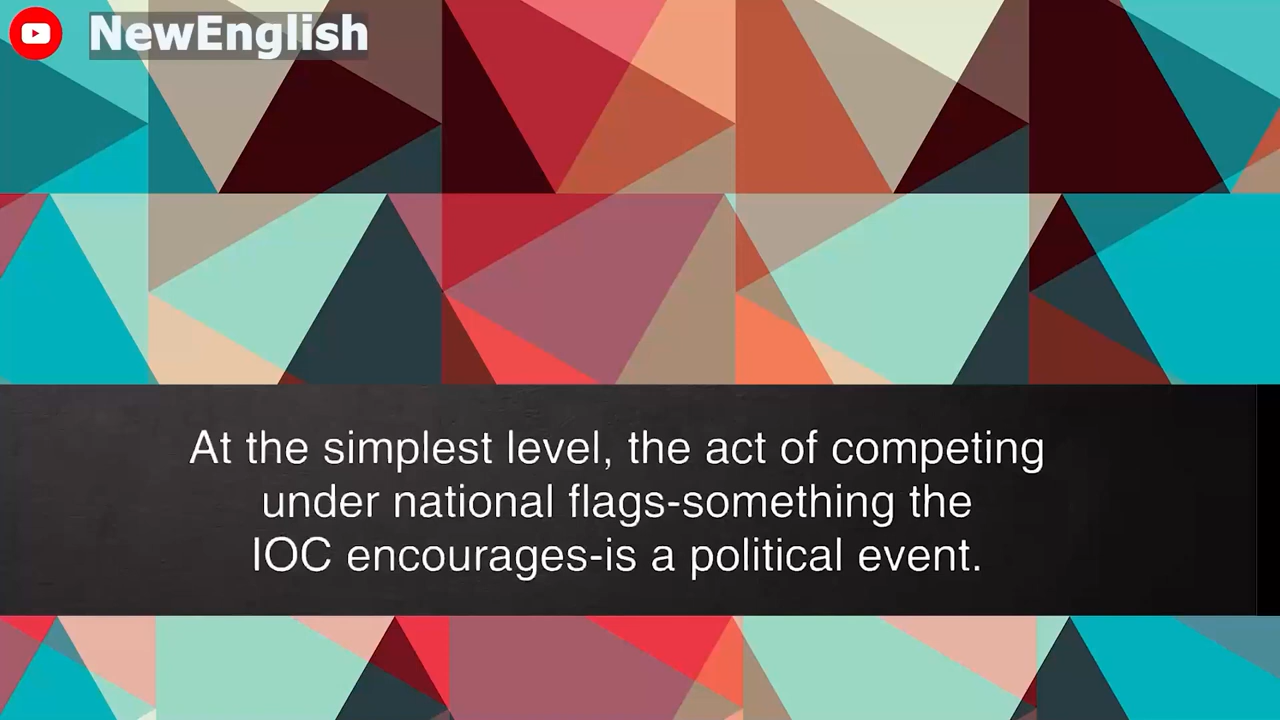 NewEnglish
At the simplest level, the act of competing
under national flags-something the
IOC encourages-is a political event.